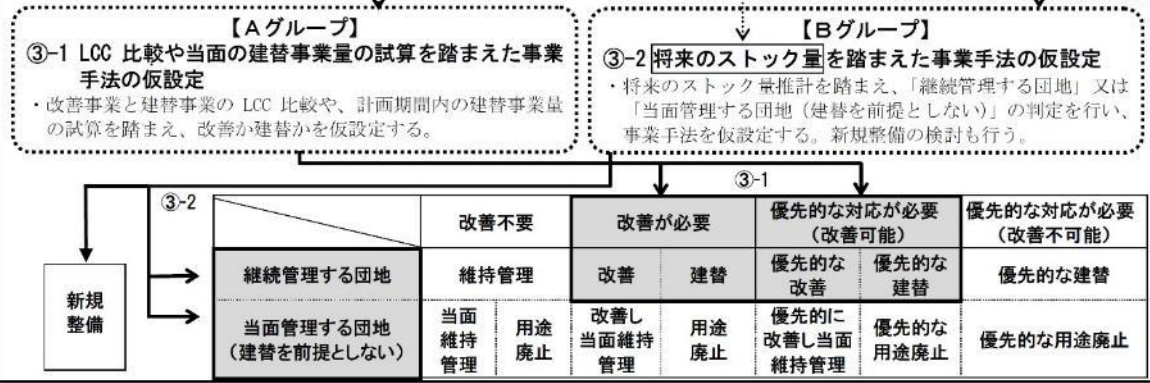 【Aグループ】
③-1 LCC 比較や当面の建替事業量の試算を踏まえた事業
手法の仮設定
・改善事業と建替事業の LCC 比較や、計画期間内の建替事業量
の試算を踏まえ、改善か建替かを仮設定する。
【Bグループ】
③-2 将来のストック量を踏まえた事業手法の仮設定
・将来のストック量推計を踏まえ、「継続管理する団地」又は
「当面管理する団地（建替を前提としない）」の判定を行い、
事業手法を仮設定する。新規整備の検討も行う。
③-1
③-2
新規
整備
改善不要
改善が必要
優先的な対応が必要
（改善可能）
優先的な対応が必要
（改善不可能）
継続管理する団地
維持管理
改善
建替
優先的な
改善
優先的な
建替
優先的な建替
当面管理する団地
（建替を前提としない）
当面
維持
管理
用途
廃止
改善し
当面維持
管理
用途
廃止
優先的に
改善し当面
維持管理
優先的な
用途廃止
優先的な用途廃止